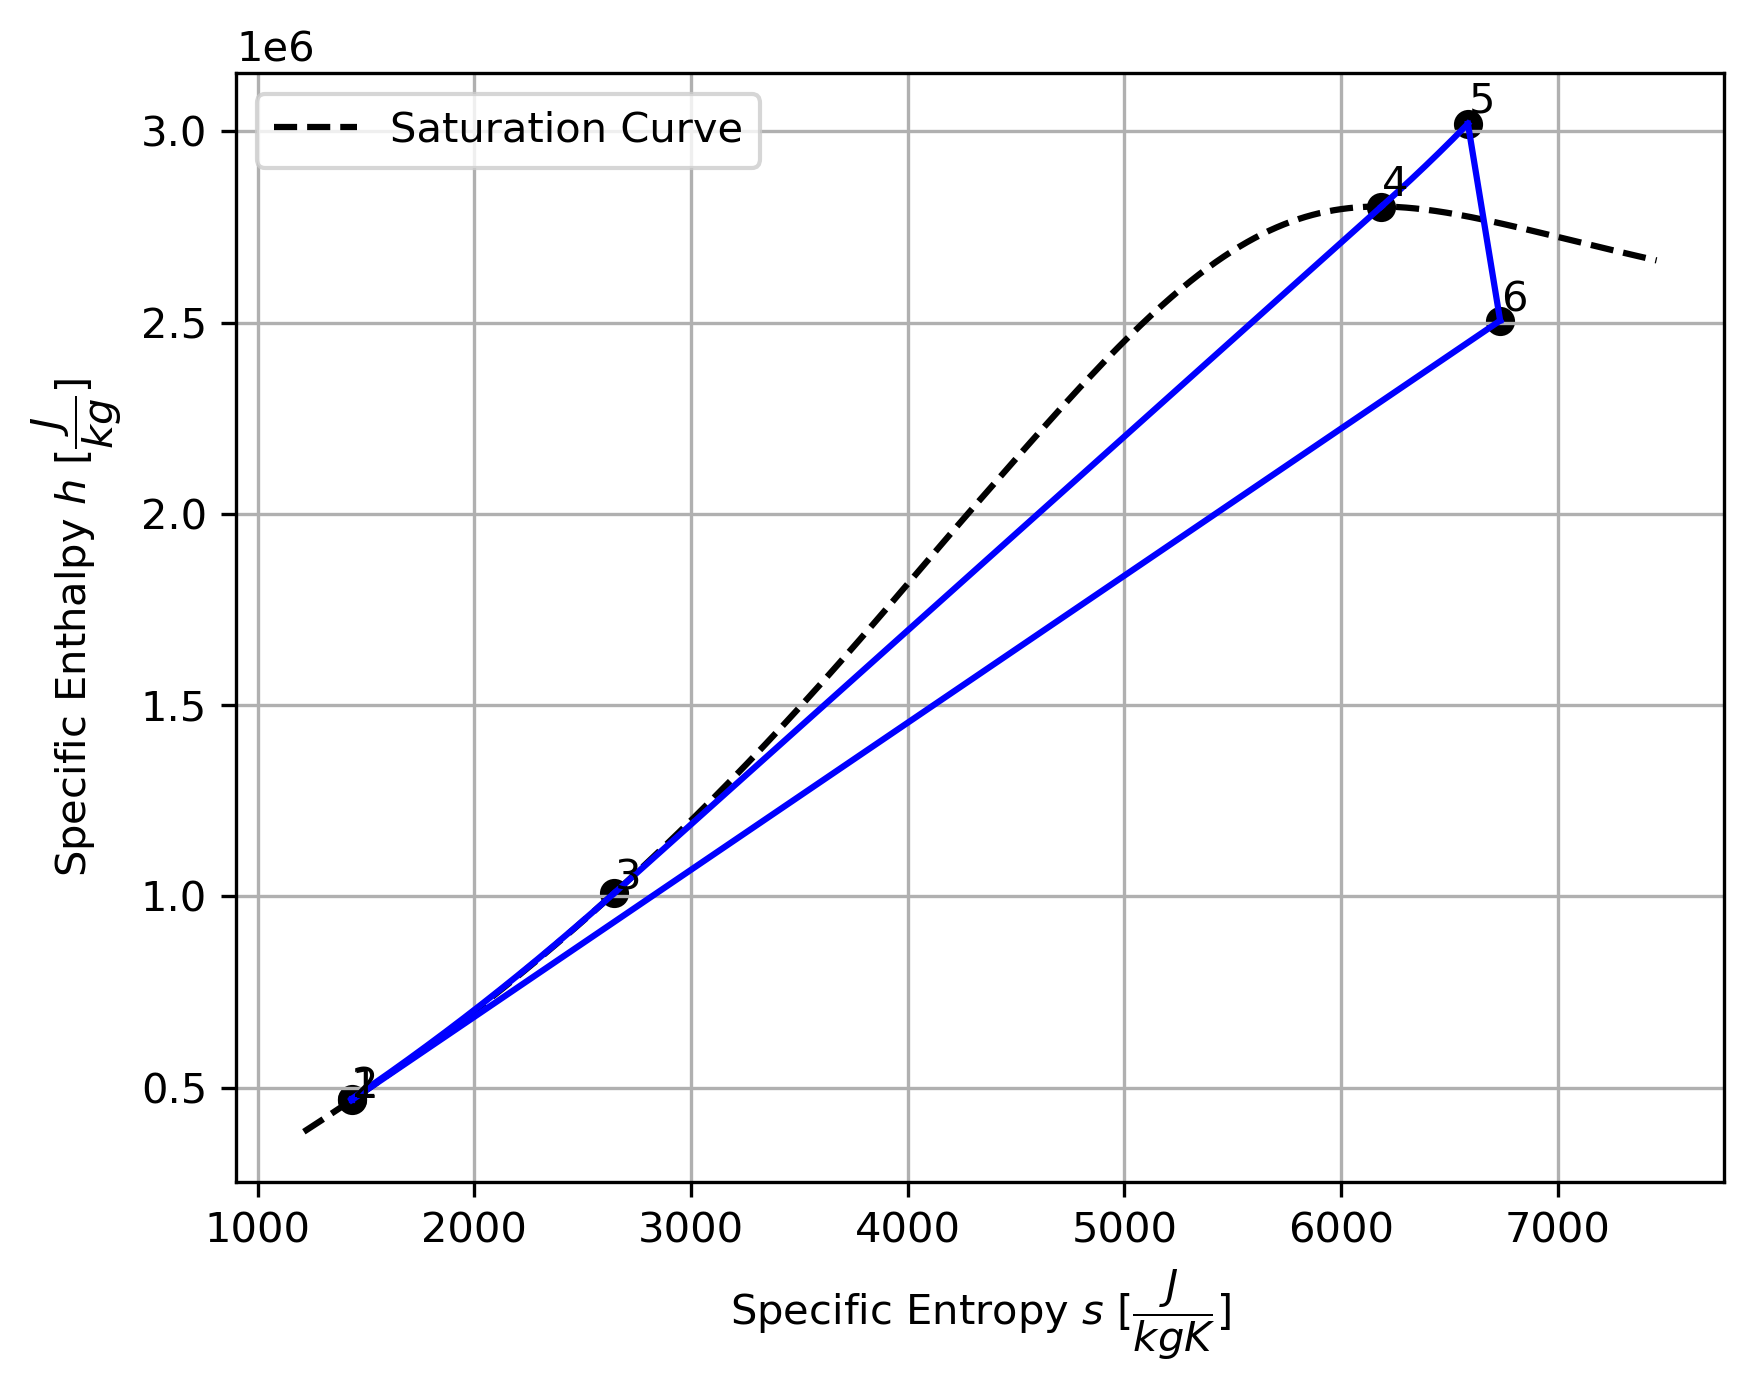 1e6
Saturation Curve
3.0
2.5
2.0
1.5
1.0
0.5
Specific Enthalpy h [J/kg]
5
4
6
3
2
1
1000 2000 3000 4000 5000 6000 7000
Specific Entropy s [J/kgK]